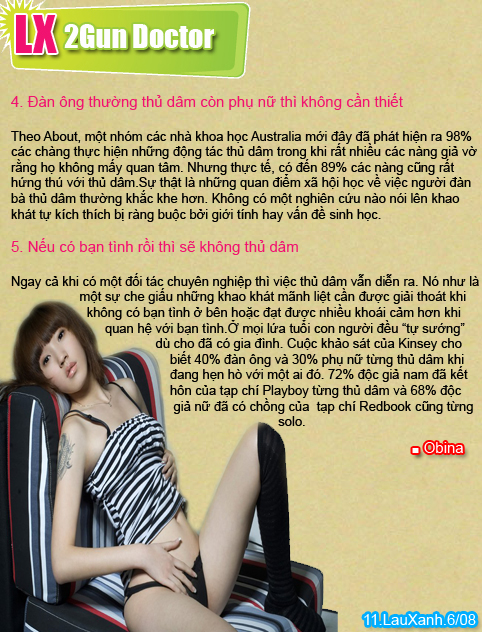 LX 2Gun Doctor
4. Đàn ông thường thủ dâm còn phụ nữ thì không cần thiết
Theo About, một nhóm các nhà khoa học Australia mới đây đã phát hiện ra 98%
các chàng thực hiện những động tác thủ dâm trong khi rất nhiều các nàng giả vờ
rằng họ không mấy quan tâm. Nhưng thực tế, có đến 89% các nàng cũng rất
hứng thú với thủ dâm.Sự thật là những quan điểm xã hội học về việc người đàn
bà thủ dâm thường khắc khe hơn. Không có một nghiên cứu nào nói lên khao
khát tự kích thích bị ràng buộc bởi giới tính hay vấn đề sinh học.
5. Nếu có bạn tình rồi thì sẽ không thủ dâm
Ngay cả khi có một đối tác chuyên nghiệp thì việc thủ dâm vẫn diễn ra. Nó như là
một sự che giấu những khao khát mãnh liệt cần được giải thoát khi
không có bạn tình ở bên hoặc đạt được nhiều khoái cảm hơn khi
quan hệ với bạn tình.Ở mọi lứa tuổi con người đều “tự sướng”
dù cho đã có gia đình. Cuộc khảo sát của Kinsey cho
biết 40% đàn ông và 30% phụ nữ từng thủ dâm khi
đang hẹn hò với một ai đó. 72% độc giả nam đã kết
hôn của tạp chí Playboy từng thủ dâm và 68% độc
giả nữ đã có chồng của tạp chí Redbook cũng từng
solo.
Obina
11.LauXanh.6/08